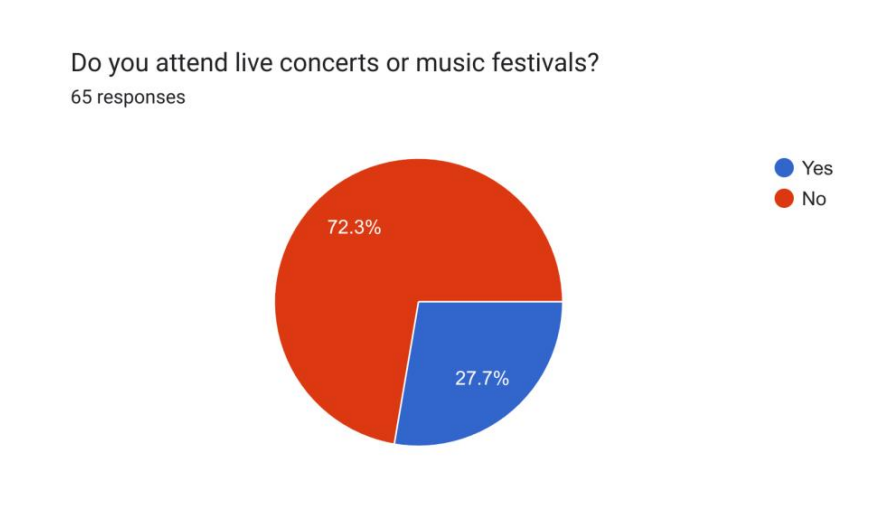 Do you attend live concerts or music festivals?
65 responses
Yes
No
72.3%
27.7%